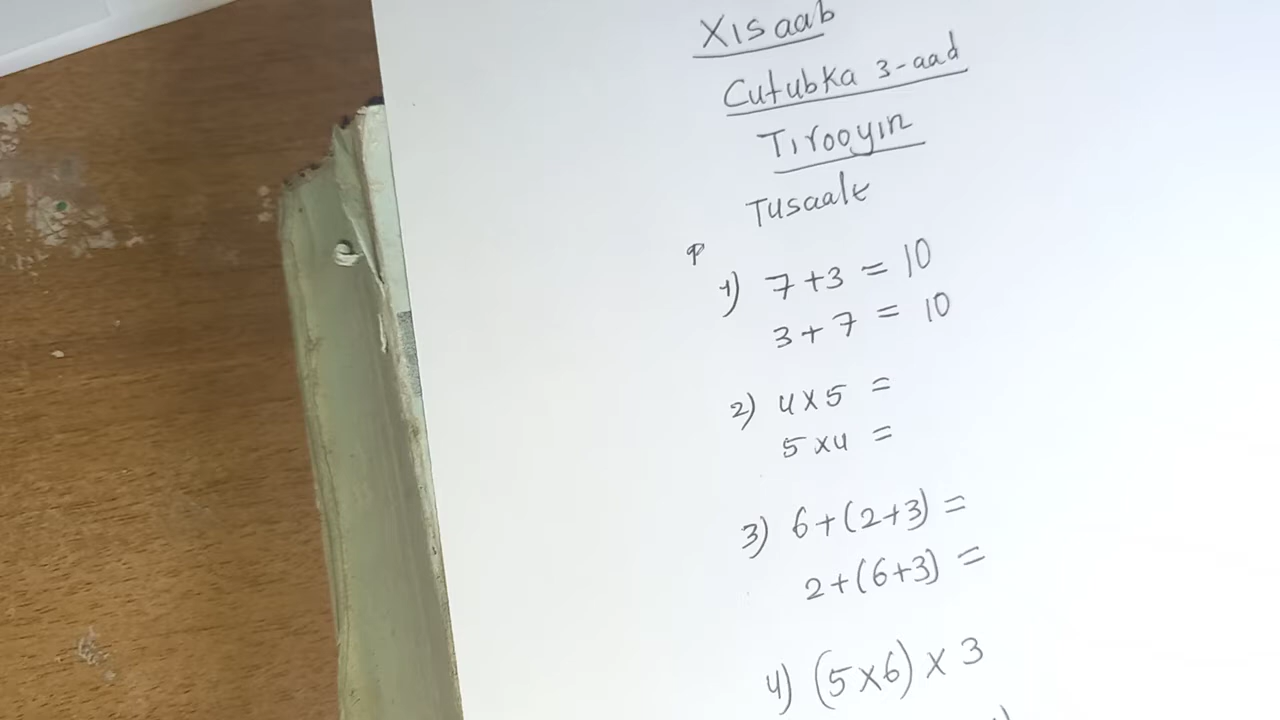 Xisaab
Cutubka 3-aad
Tirooyin
Tusaale
1) 7+3 = 10
3+7 = 10
2) 4x5 =
5x4 =
3) 6+(2+3) =
2+(6+3) =
4) (5x6) x 3